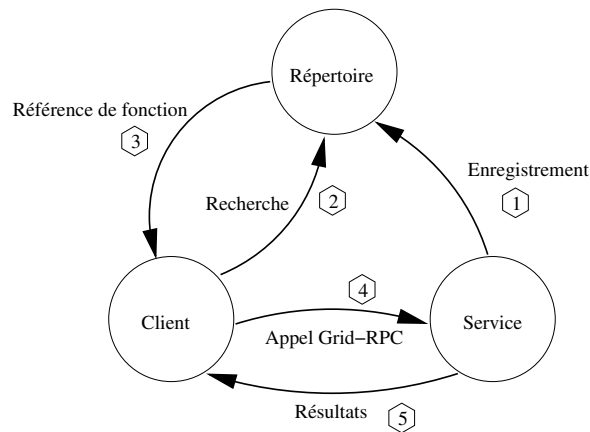 Répertoire
Référence de fonction
3
Enregistrement
1
Recherche
2
4
Client
Service
Appel Grid−RPC
Résultats
5